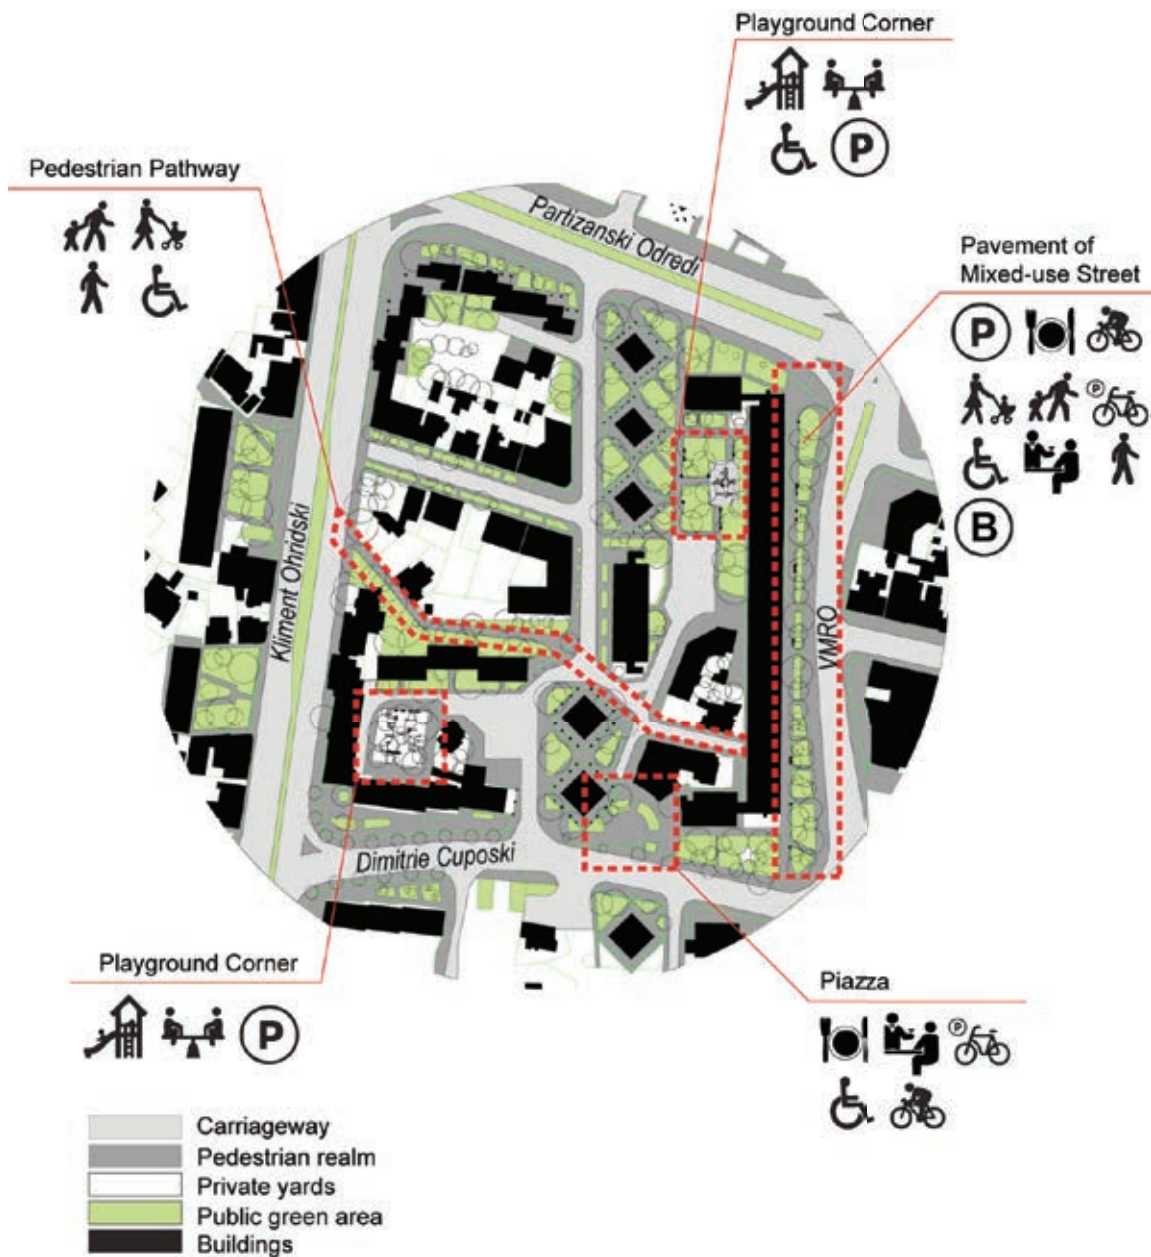 Playground Corner
P
Pedestrian Pathway
Partizanski Odredi
Pavement of
Mixed-use Street
P
P
B
Kliment Ohridski
VMRO
Dimitrie Cuposki
Playground Corner
P
Piazza
P
Carriageway
Pedestrian realm
Private yards
Public green area
Buildings